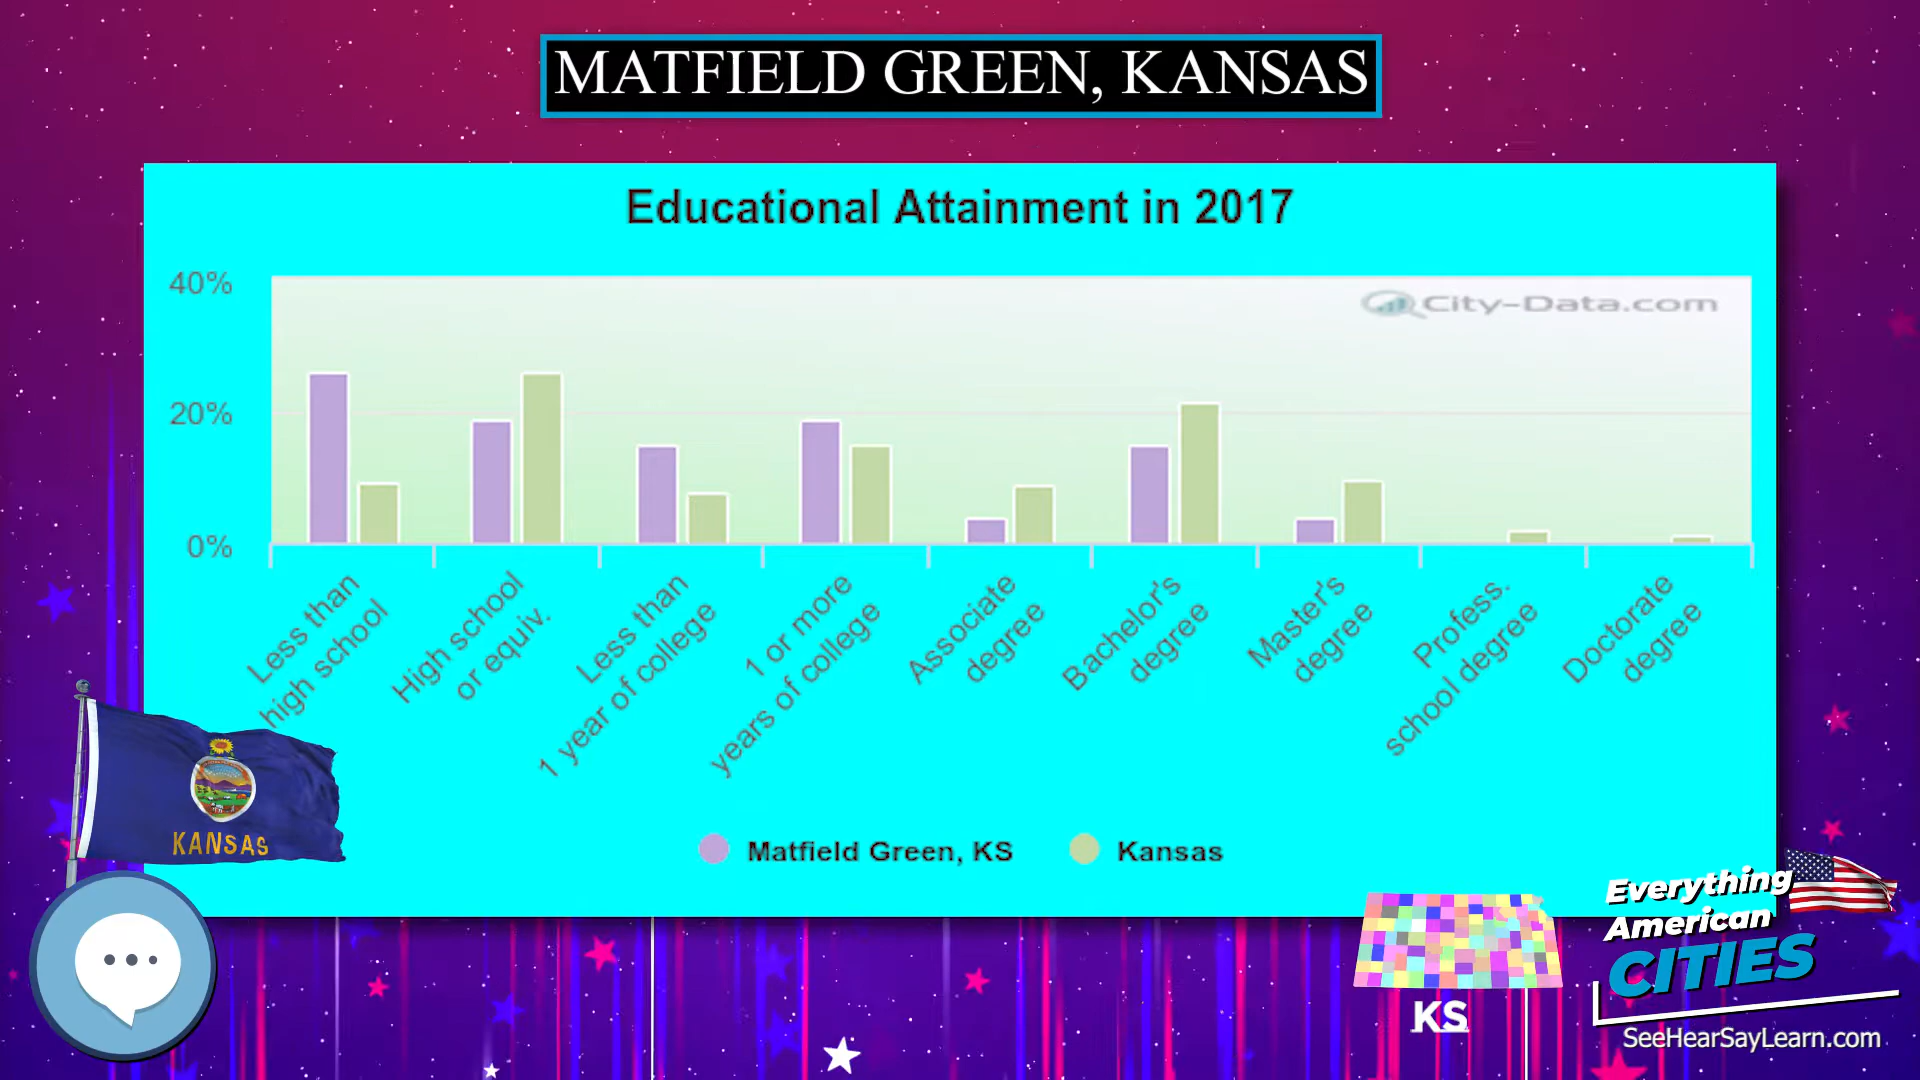 MATFIELD GREEN, KANSAS
Educational Attainment in 2017
40%
City-Data.com
20%
0%
Less than
high school
High school
or equiv.
Less than
1 year of college
1 or more
years of college
Associate
degree
Bachelor's
degree
Master's
degree
Profess.
school degree
Doctorate
degree
Matfield Green, KS
Kansas
KANSAS
Everything
American
CITIES
KS
SeeHearSayLearn.com